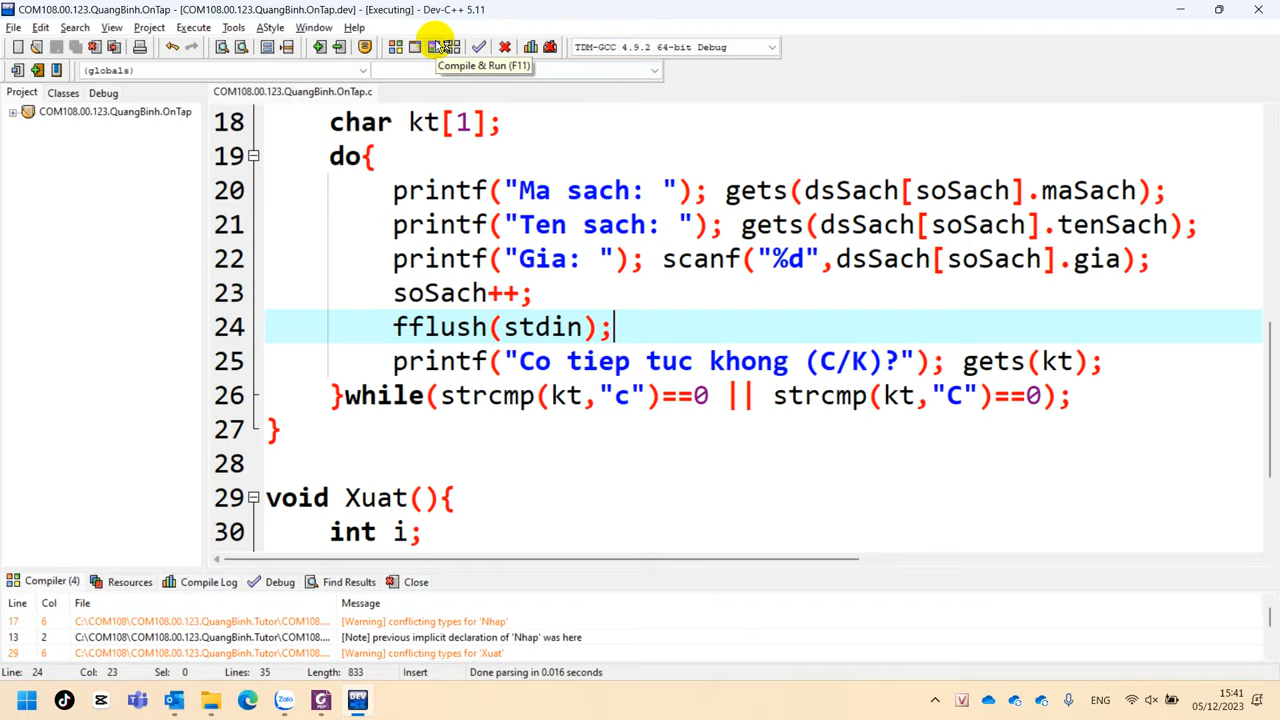 COM108.00.123.QuangBinh.OnTap - [COM108.00.123.QuangBinh.OnTap.dev] - [Executing] - Dev-C++ 5.11
File Edit Search View Project Execute Tools AStyle Window Help
TDM-GCC 4.9.2 64-bit Debug
Compile & Run (F11)
(globals)
Project Classes Debug
COM108.00.123.QuangBinh.OnTap.c
COM108.00.123.QuangBinh.OnTap
18 char kt[1];
19 do{
20 printf("Ma sach: "); gets(dsSach[soSach].maSach);
21 printf("Ten sach: "); gets(dsSach[soSach].tenSach);
22 printf("Gia: "); scanf("%d",dsSach[soSach].gia);
23 soSach++;
24 fflush(stdin);
25 printf("Co tiep tuc khong (C/K)?"); gets(kt);
26 }while(strcmp(kt,"c")==0 || strcmp(kt,"C")==0);
27 }
28
29 void Xuat(){
30 int i;
Compiler (4) Resources Compile Log Debug Find Results Close
Line Col File Message
17 6 C:\COM108\COM108.00.123.QuangBinh.Tutor\COM108.00.123.... [Warning] conflicting types for 'Nhap'
13 2 C:\COM108\COM108.00.123.QuangBinh.Tutor\COM108.00.123.... [Note] previous implicit declaration of 'Nhap' was here
29 6 C:\COM108\COM108.00.123.QuangBinh.Tutor\COM108.00.123.... [Warning] conflicting types for 'Xuat'
Line: 24 Col: 23 Sel: 0 Lines: 35 Length: 833 Insert Done parsing in 0.016 seconds
Zalo DEV V ENG 15:41
05/12/2023